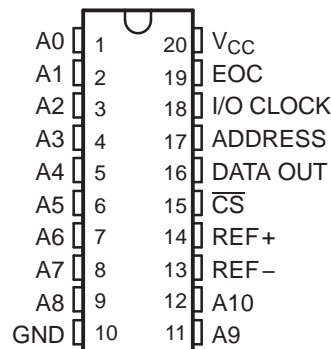 A0 1 20 VCC
A1 2 19 EOC
A2 3 18 I/O CLOCK
A3 4 17 ADDRESS
A4 5 16 DATA OUT
A5 6 15 C̅S̅
A6 7 14 REF+
A7 8 13 REF−
A8 9 12 A10
GND 10 11 A9